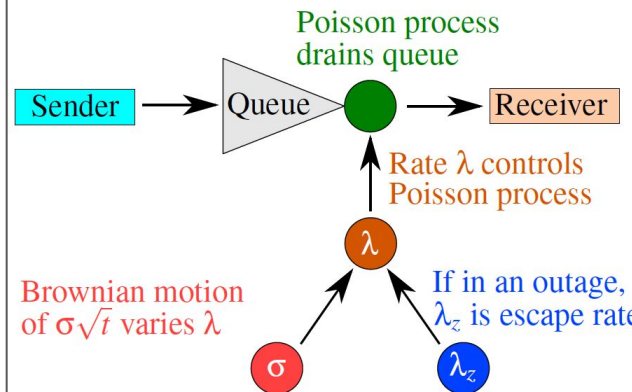 Poisson process
drains queue
Sender
Queue
Receiver
Rate λ controls
Poisson process
λ
Brownian motion
of σ√t varies λ
If in an outage,
λz is escape rate
σ
λz